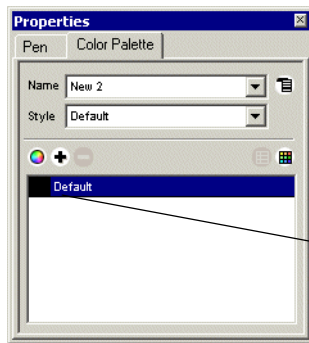 Properties
Pen Color Palette
Name New 2
Style Default
Default